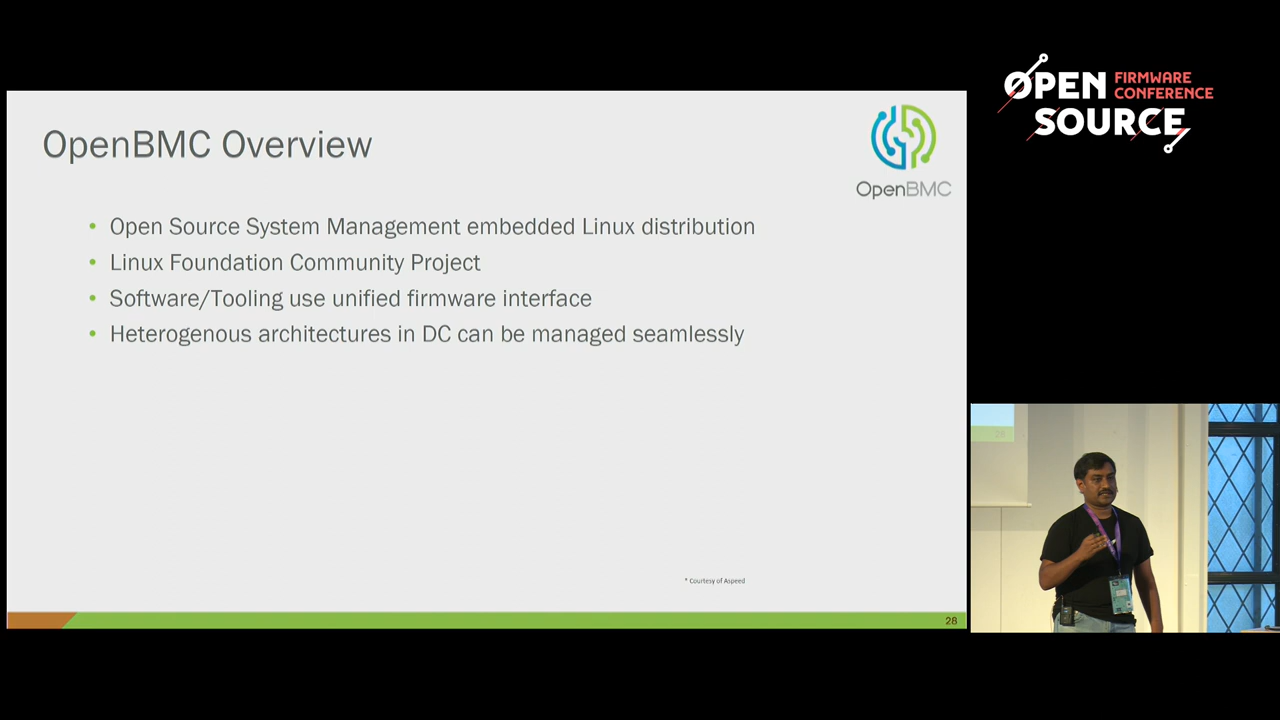 OpenBMC Overview
OpenBMC
• Open Source System Management embedded Linux distribution
• Linux Foundation Community Project
• Software/Tooling use unified firmware interface
• Heterogenous architectures in DC can be managed seamlessly
* Courtesy of Aspeed
28
OPEN FIRMWARE
CONFERENCE
SOURCE
28